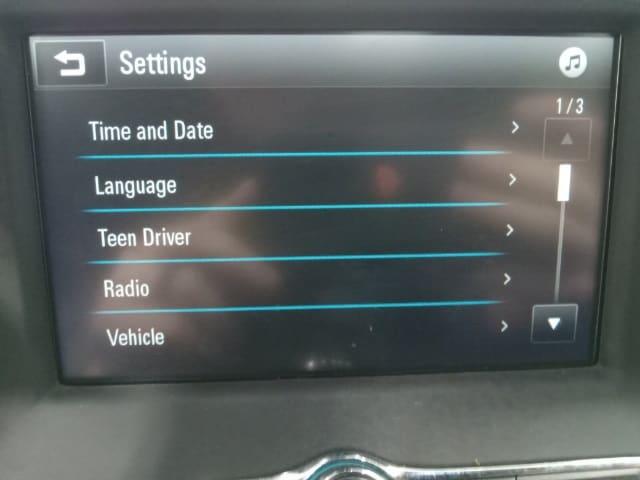 Settings
1/3
Time and Date
Language
Teen Driver
Radio
Vehicle